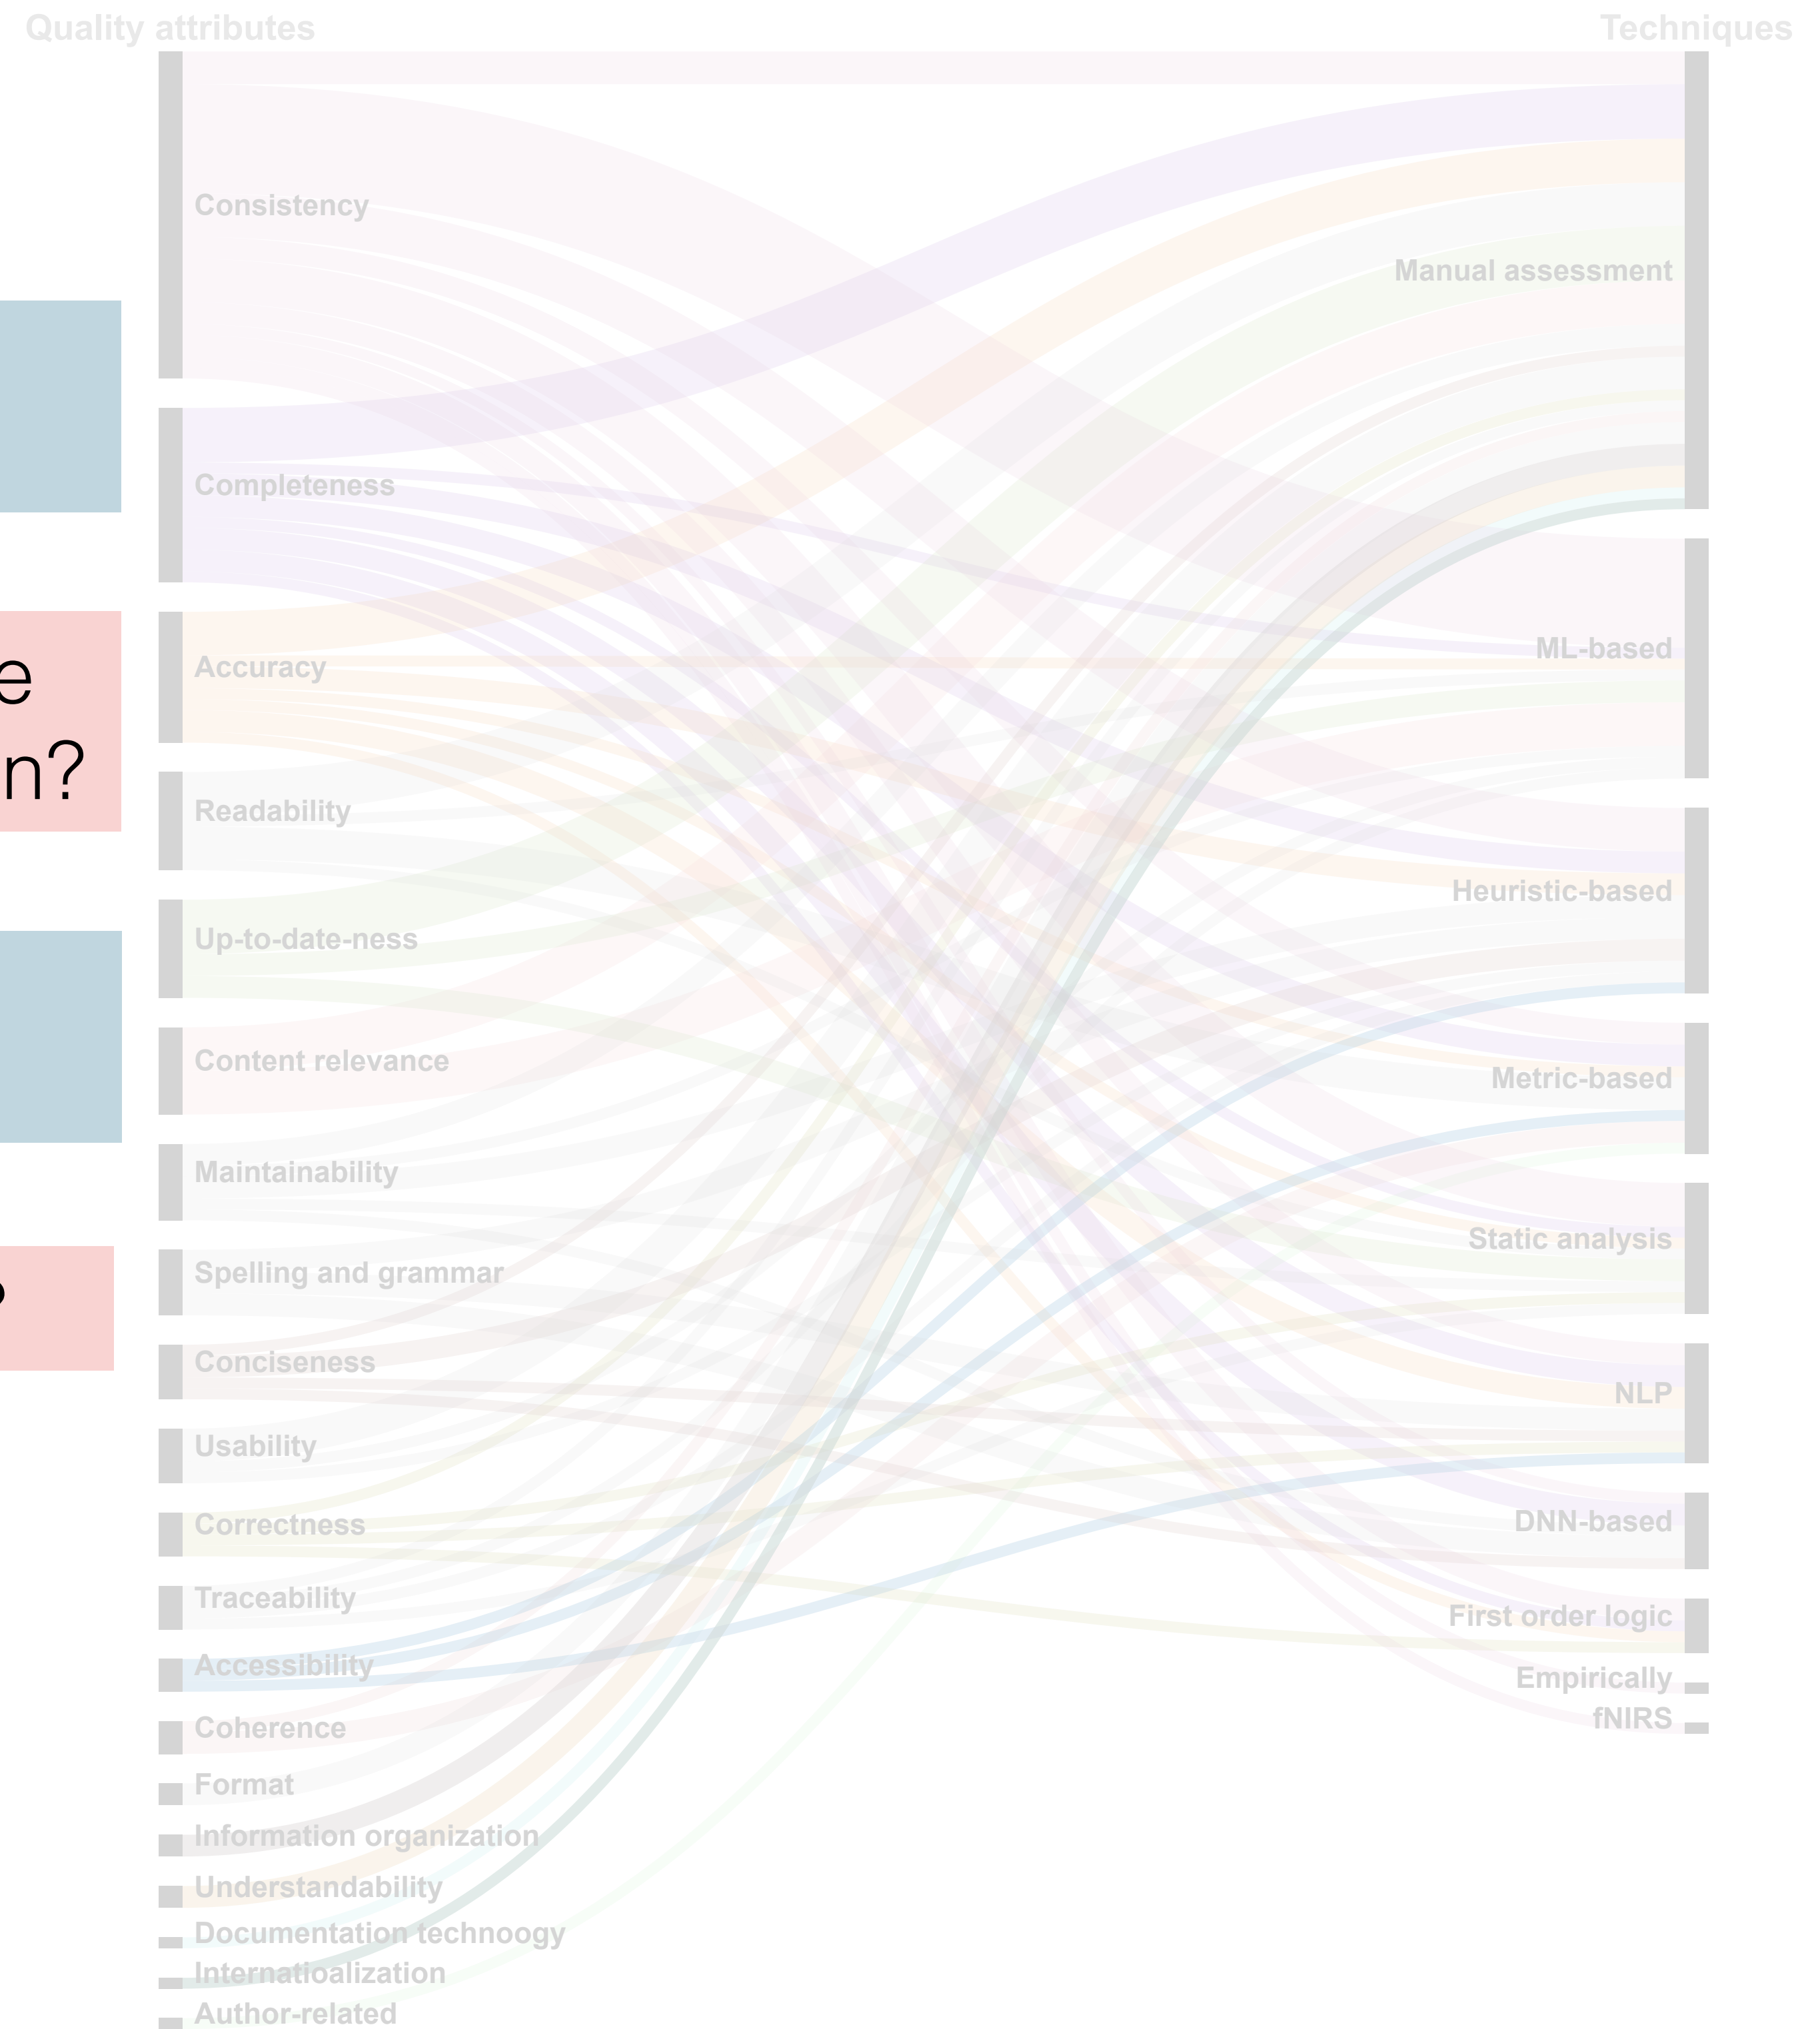 Quality attributes
Techniques
Consistency
Completeness
Accuracy
Readability
Up-to-date-ness
Content relevance
Maintainability
Spelling and grammar
Conciseness
Usability
Correctness
Traceability
Accessibility
Coherence
Format
Information organization
Understandability
Documentation technoogy
Internatioalization
Author-related
Manual assessment
ML-based
Heuristic-based
Metric-based
Static analysis
NLP
DNN-based
First order logic
Empirically
fNIRS
e
n?
?